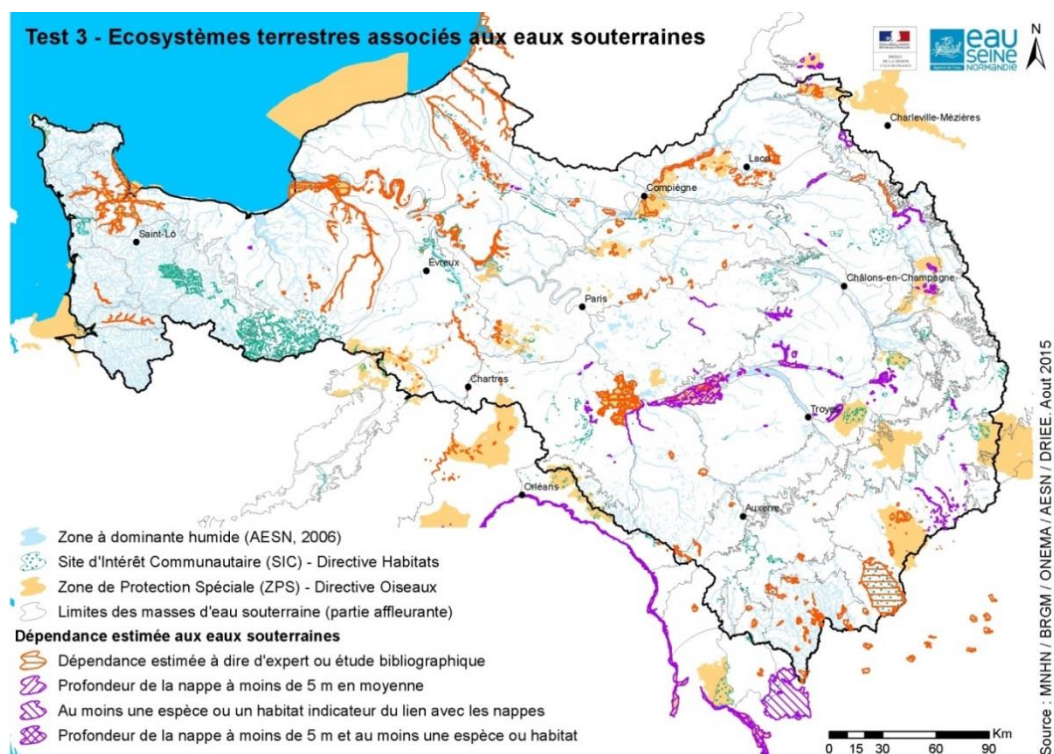 Test 3 - Ecosystèmes terrestres associés aux eaux souterraines
eau
SEINE
NORMANDIE
N
Charleville-Mézières
Laon
Compiègne
Saint-Lô
Evreux
Châlons-en-Champagne
Paris
Chartres
Troyes
Orléans
Auxerre
Zone à dominante humide (AESN, 2006)
Site d'Intérêt Communautaire (SIC) - Directive Habitats
Zone de Protection Spéciale (ZPS) - Directive Oiseaux
Limites des masses d'eau souterraine (partie affleurante)
Dépendance estimée aux eaux souterraines
Dépendance estimée à dire d'expert ou étude bibliographique
Profondeur de la nappe à moins de 5 m en moyenne
Au moins une espèce ou un habitat indicateur du lien avec les nappes
Profondeur de la nappe à moins de 5 m et au moins une espèce ou habitat
Km
0 15 30 60 90
Source : MNHN / BRGM / ONEMA / AESN / DRIEE, Aout 2015